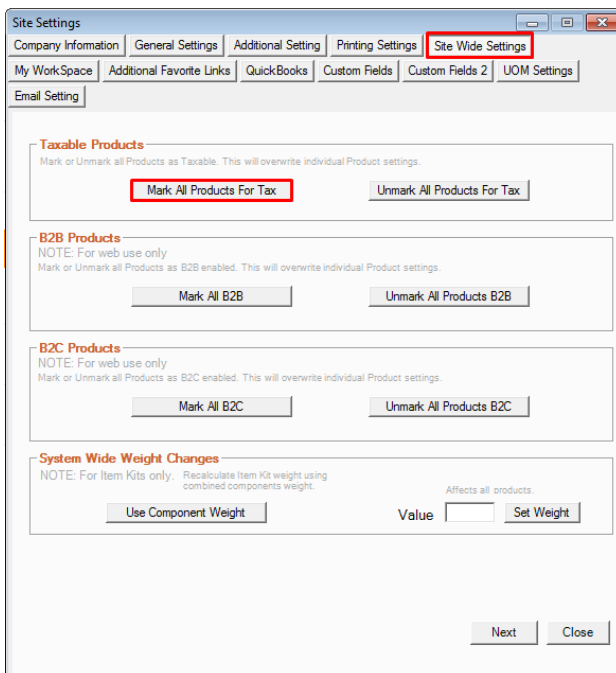 Site Settings
Company Information General Settings Additional Setting Printing Settings Site Wide Settings
My WorkSpace Additional Favorite Links QuickBooks Custom Fields Custom Fields 2 UOM Settings
Email Setting
Taxable Products
Mark or Unmark all Products as Taxable. This will overwrite individual Product settings.
Mark All Products For Tax Unmark All Products For Tax
B2B Products
NOTE: For web use only
Mark or Unmark all Products as B2B enabled. This will overwrite individual Product settings.
Mark All B2B Unmark All Products B2B
B2C Products
NOTE: For web use only
Mark or Unmark all Products as B2C enabled. This will overwrite individual Product settings.
Mark All B2C Unmark All Products B2C
System Wide Weight Changes
NOTE: For Item Kits only. Recalculate Item Kit weight using
combined components weight.
Affects all products.
Use Component Weight Value Set Weight
Next Close